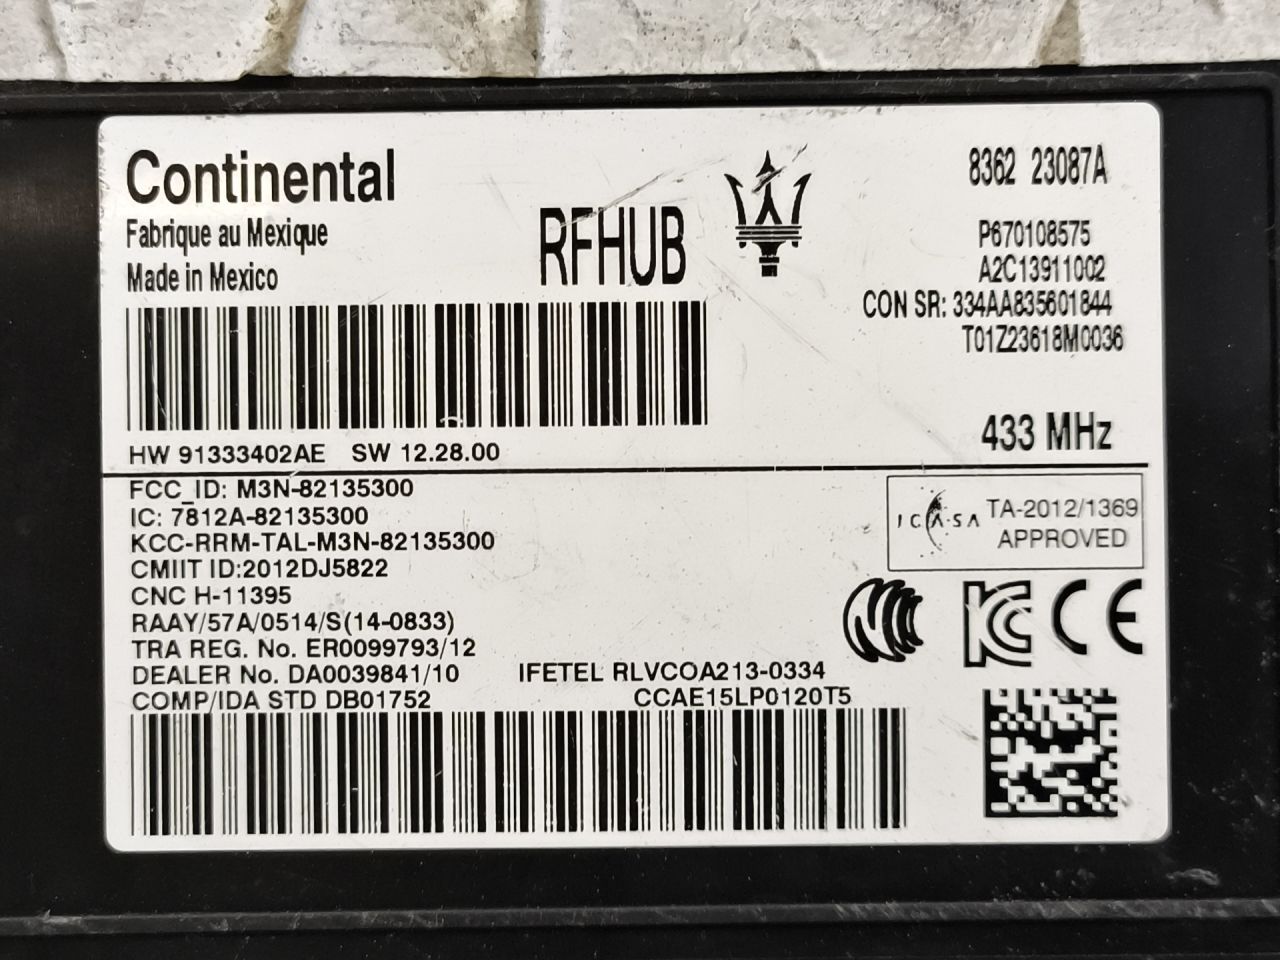 Continental
Fabrique au Mexique
Made in Mexico
RFHUB
8362 23087A
P670108575
A2C13911002
CON SR: 334AA835601844
T01Z23618M0036
433 MHz
HW 91333402AE SW 12.28.00
FCC_ID: M3N-82135300
IC: 7812A-82135300
KCC-RRM-TAL-M3N-82135300
CMIIT ID:2012DJ5822
CNC H-11395
RAAY/57A/0514/S(14-0833)
TRA REG. No. ER0099793/12
DEALER No. DA0039841/10 IFETEL RLVCOA213-0334
COMP/IDA STD DB01752 CCAE15LP0120T5
ICASA TA-2012/1369
APPROVED
KC CE